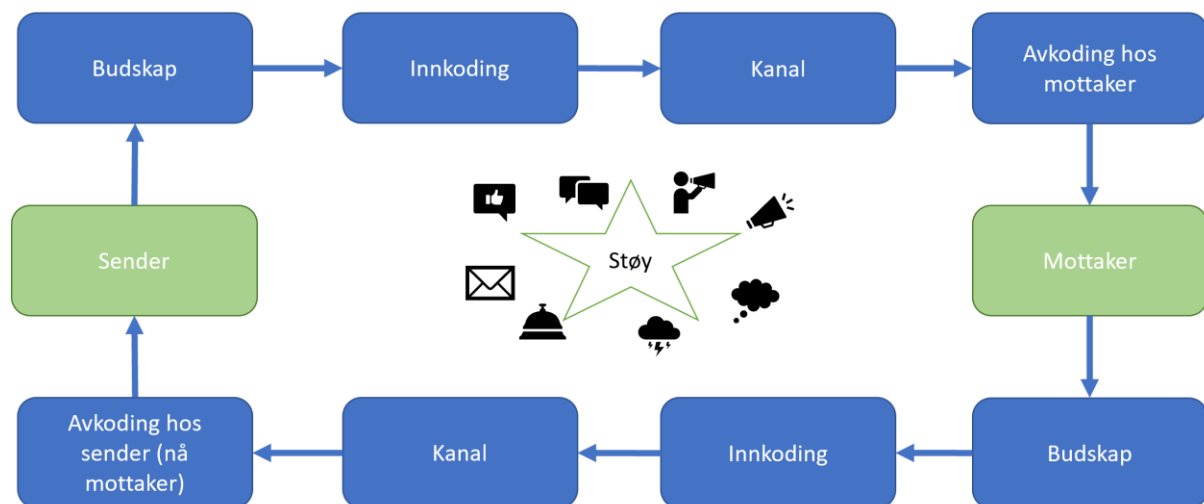 Budskap
Innkoding
Kanal
Avkoding hos
mottaker
Sender
Støy
Mottaker
Avkoding hos
sender (nå
mottaker)
Kanal
Innkoding
Budskap